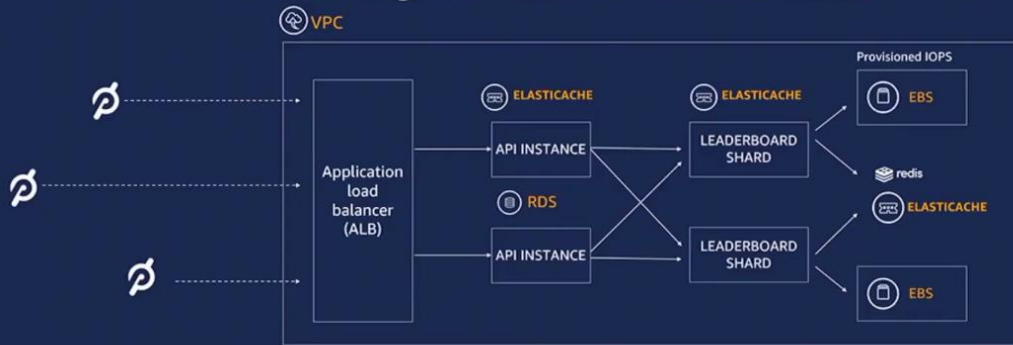 VPC
Provisioned IOPS
EBS
ELASTICACHE
ELASTICACHE
API INSTANCE
LEADERBOARD
SHARD
Application
load
balancer
(ALB)
redis
ELASTICACHE
RDS
API INSTANCE
LEADERBOARD
SHARD
EBS